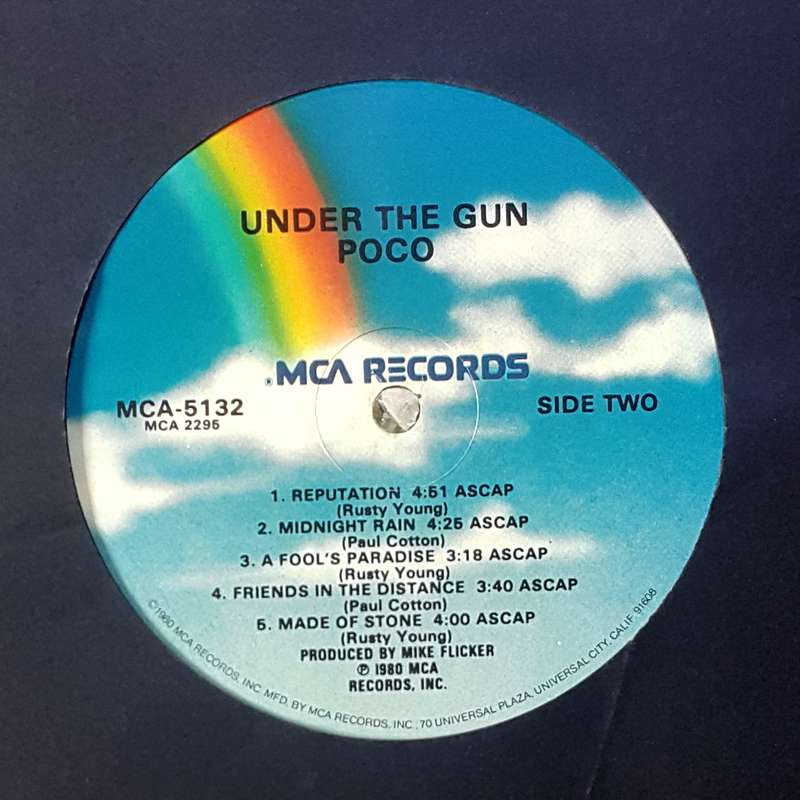 UNDER THE GUN
POCO
®MCA RECORDS
MCA-5132
MCA 2295
SIDE TWO
1. REPUTATION 4:51 ASCAP
(Rusty Young)
2. MIDNIGHT RAIN 4:25 ASCAP
(Paul Cotton)
3. A FOOL'S PARADISE 3:18 ASCAP
(Rusty Young)
4. FRIENDS IN THE DISTANCE 3:40 ASCAP
(Paul Cotton)
5. MADE OF STONE 4:00 ASCAP
(Rusty Young)
PRODUCED BY MIKE FLICKER
℗ 1980 MCA
RECORDS, INC.
©1980 MCA RECORDS, INC. MFD. BY MCA RECORDS, INC., 70 UNIVERSAL PLAZA, UNIVERSAL CITY, CALIF. 91608